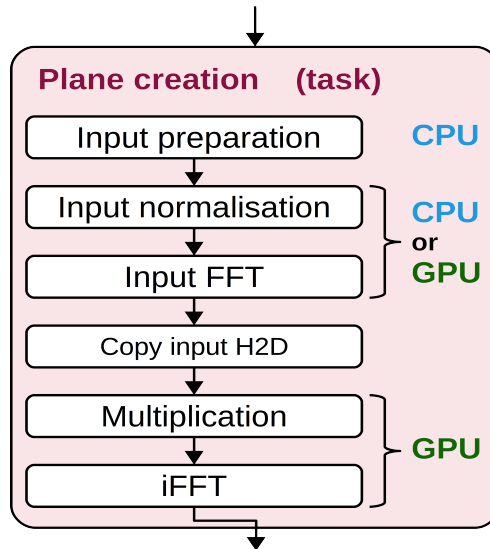 Plane creation (task)
Input preparation
CPU
Input normalisation
CPU
or
Input FFT
GPU
Copy input H2D
Multiplication
GPU
iFFT